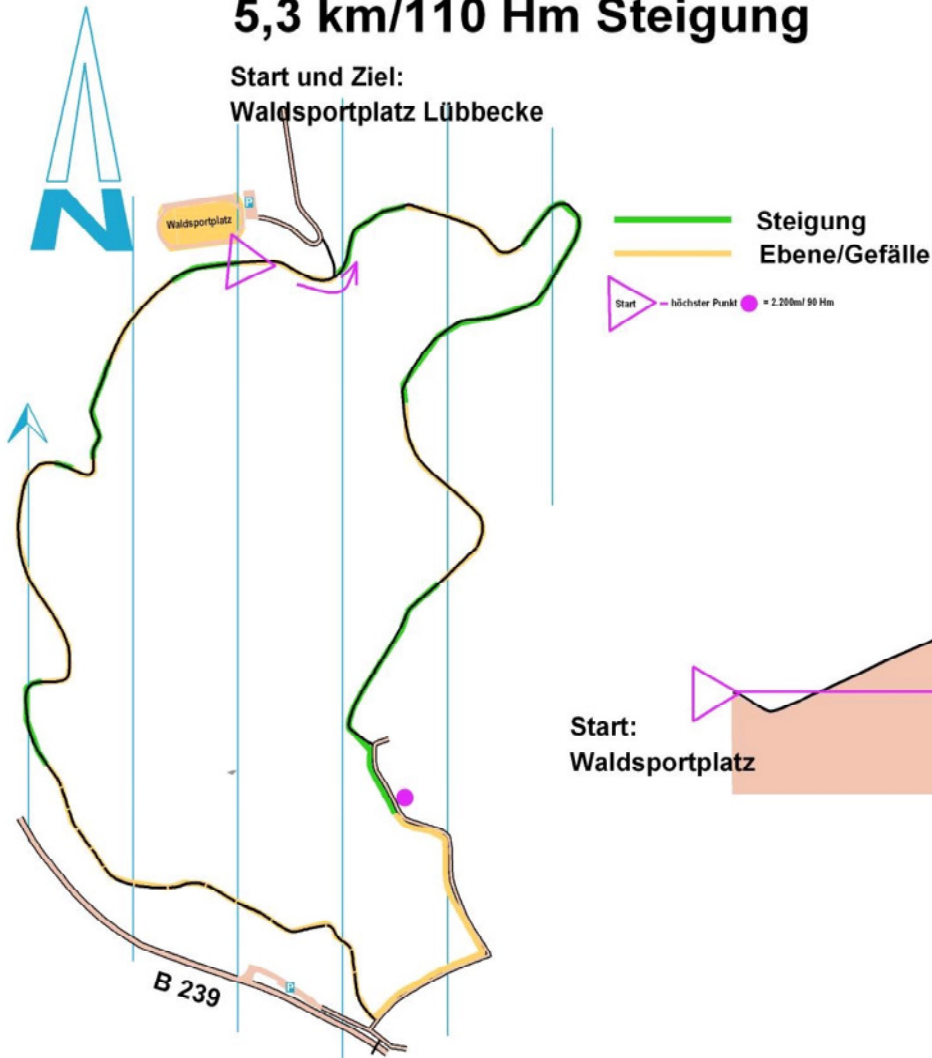 5,3 km/110 Hm Steigung
Start und Ziel:
Waldsportplatz Lübbecke
N
P
Waldsportplatz
Steigung
Ebene/Gefälle
Start
höchster Punkt = 2.200m/ 90 Hm
Start:
Waldsportplatz
B 239
P